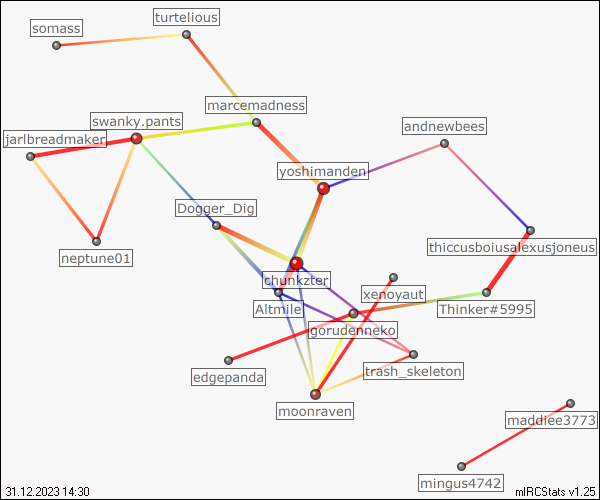 turtelious
somass
marcemadness
swanky.pants
andnewbees
jarlbreadmaker
yoshimanden
Dogger_Dig
thiccusboiusalexusjoneus
neptune01
chunkzter
xenoyaut
Altmile
Thinker#5995
gorudenneko
trash_skeleton
edgepanda
moonraven
maddiee3773
mingus4742
31.12.2023 14:30
mIRCStats v1.25